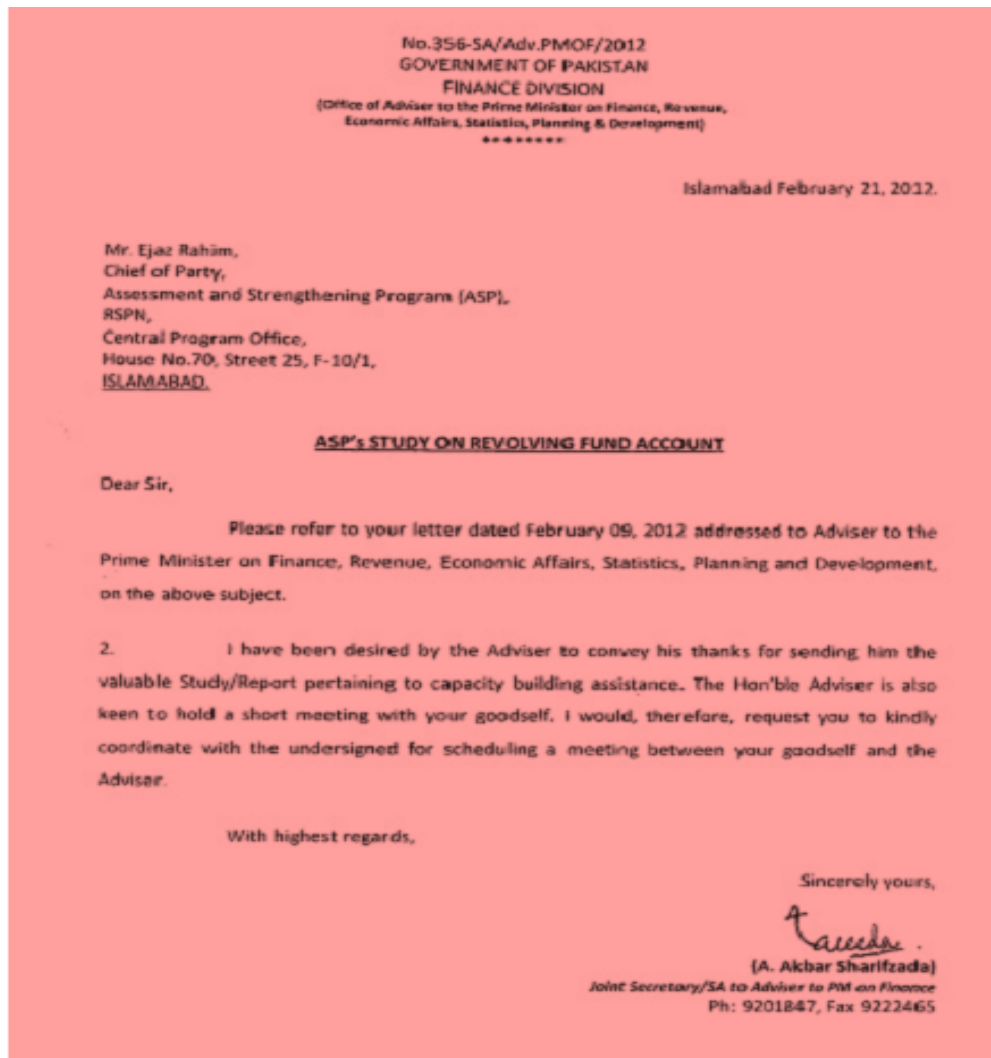 No.356-SA/Adv.PMOF/2012
GOVERNMENT OF PAKISTAN
FINANCE DIVISION
(Office of Adviser to the Prime Minister on Finance, Revenue,
Economic Affairs, Statistics, Planning & Development)
********
Islamabad February 21, 2012.
Mr. Ejaz Rahim,
Chief of Party,
Assessment and Strengthening Program (ASP),
RSPN,
Central Program Office,
House No.70, Street 25, F-10/1,
ISLAMABAD.
ASP's STUDY ON REVOLVING FUND ACCOUNT
Dear Sir,
Please refer to your letter dated February 09, 2012 addressed to Adviser to the
Prime Minister on Finance, Revenue, Economic Affairs, Statistics, Planning and Development,
on the above subject.
2. I have been desired by the Adviser to convey his thanks for sending him the
valuable Study/Report pertaining to capacity building assistance. The Hon'ble Adviser is also
keen to hold a short meeting with your goodself. I would, therefore, request you to kindly
coordinate with the undersigned for scheduling a meeting between your goodself and the
Adviser.
With highest regards,
Sincerely yours,
(A. Akbar Sharifzada)
Joint Secretary/SA to Adviser to PM on Finance
Ph: 9201847, Fax 9222465